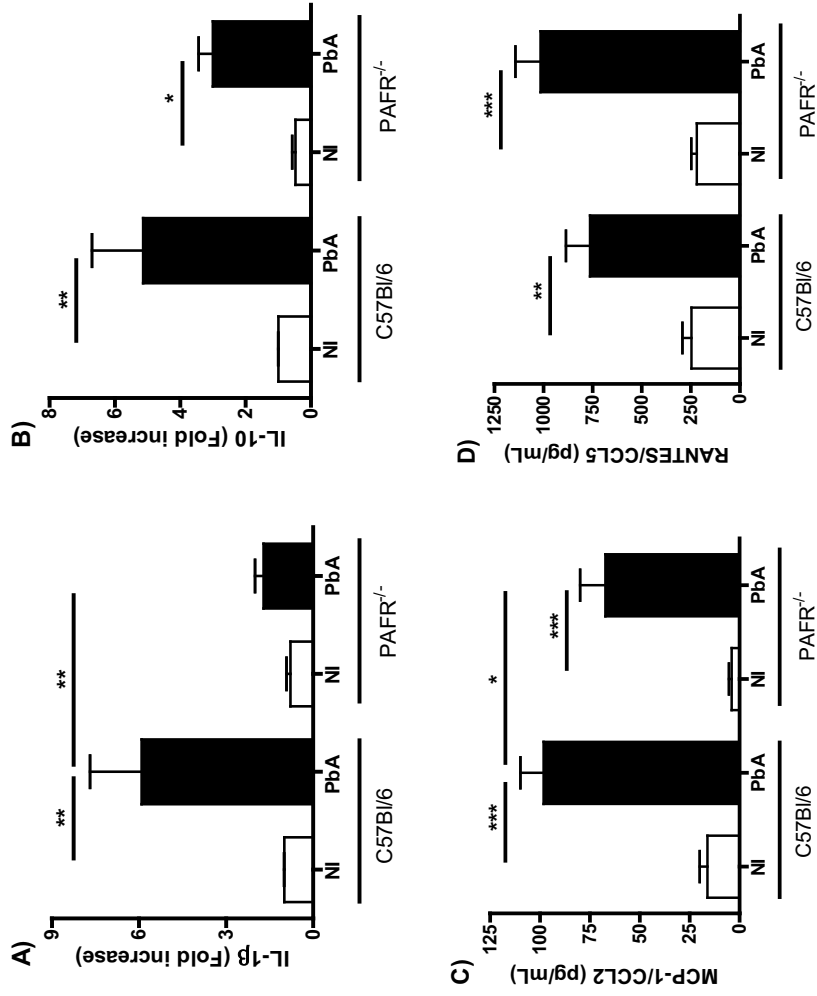 A)
IL-1β (Fold increase)
9
6
3
0
**
**
NI
PbA
NI
PbA
C57Bl/6
PAFR-/-
B)
IL-10 (Fold increase)
8
6
4
2
0
**
*
NI
PbA
NI
PbA
C57Bl/6
PAFR-/-
C)
MCP-1/CCL2 (pg/mL)
125
100
75
50
25
0
***
*
***
NI
PbA
NI
PbA
C57Bl/6
PAFR-/-
D)
RANTES/CCL5 (pg/mL)
1250
1000
750
500
250
0
**
***
NI
PbA
NI
PbA
C57Bl/6
PAFR-/-